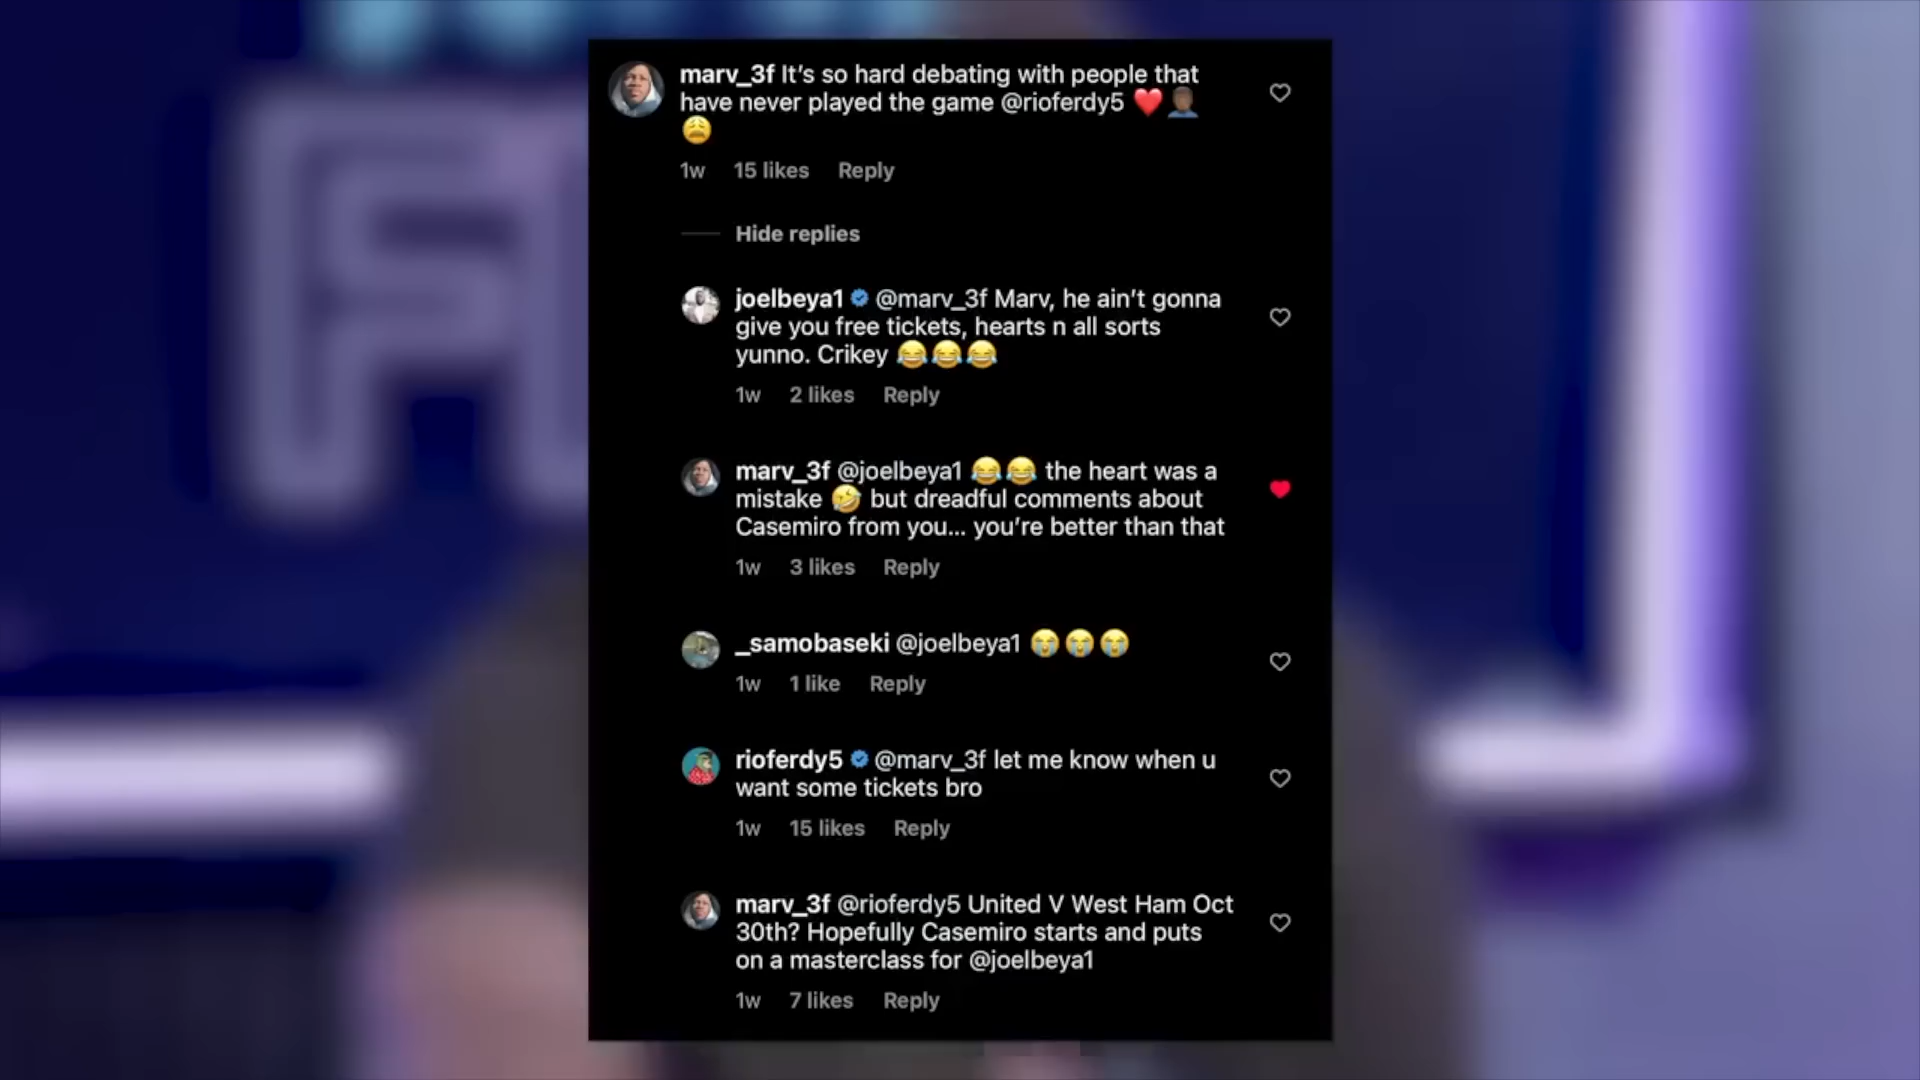 marv_3f It’s so hard debating with people that
have never played the game @rioferdy5 ❤️🤦🏾‍♂️
😩
1w 15 likes Reply
Hide replies
joelbeya1 @marv_3f Marv, he ain’t gonna
give you free tickets, hearts n all sorts
yunno. Crikey 😂😂😂
1w 2 likes Reply
marv_3f @joelbeya1 😂😂 the heart was a
mistake 🤣 but dreadful comments about
Casemiro from you... you’re better than that
1w 3 likes Reply
_samobaseki @joelbeya1 😭😭😭
1w 1 like Reply
rioferdy5 @marv_3f let me know when u
want some tickets bro
1w 15 likes Reply
marv_3f @rioferdy5 United V West Ham Oct
30th? Hopefully Casemiro starts and puts
on a masterclass for @joelbeya1
1w 7 likes Reply